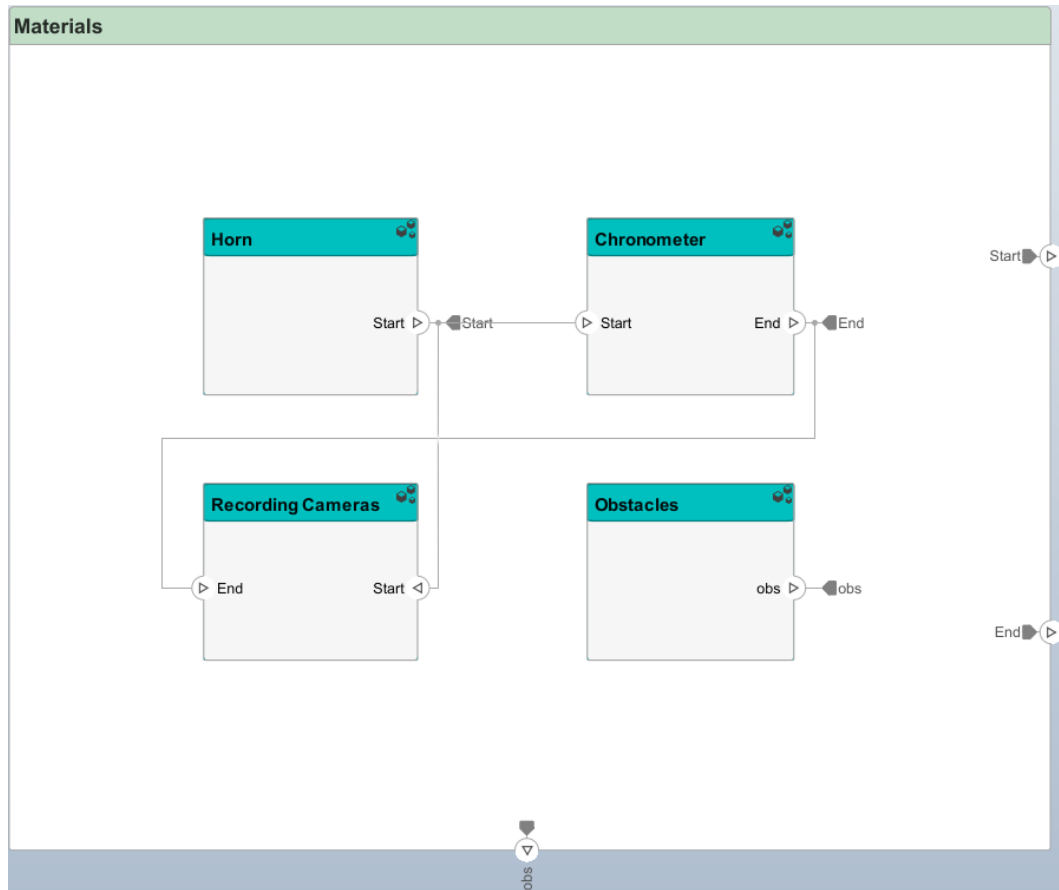 Materials
Horn
Chronometer
Start
Start
Start
Start
End
End
Recording Cameras
Obstacles
End
Start
obs
obs
End
obs